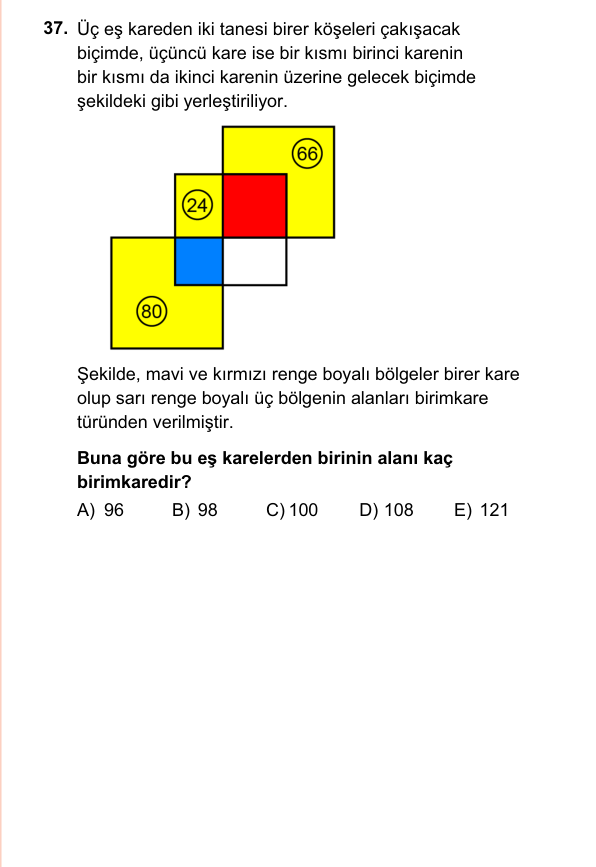 37. Üç eş kareden iki tanesi birer köşeleri çakışacak
biçimde, üçüncü kare ise bir kısmı birinci karenin
bir kısmı da ikinci karenin üzerine gelecek biçimde
şekildeki gibi yerleştiriliyor.
66
24
80
Şekilde, mavi ve kırmızı renge boyalı bölgeler birer kare
olup sarı renge boyalı üç bölgenin alanları birimkare
türünden verilmiştir.
Buna göre bu eş karelerden birinin alanı kaç
birimkaredir?
A) 96 B) 98 C) 100 D) 108 E) 121